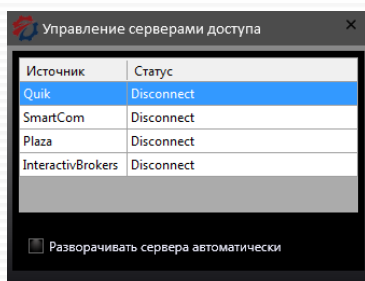 Управление серверами доступа
Источник Статус
Quik Disconnect
SmartCom Disconnect
Plaza Disconnect
InteractivBrokers Disconnect
Разворачивать сервера автоматически